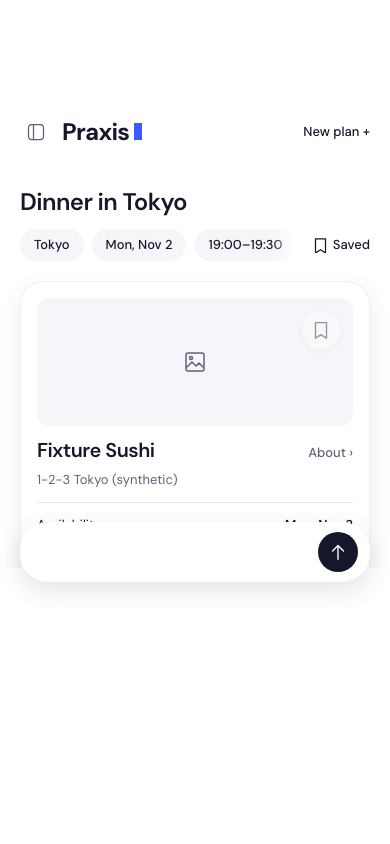 Praxis
New plan +
Dinner in Tokyo
Tokyo
Mon, Nov 2
19:00–19:30
Saved
Fixture Sushi
About ›
1-2-3 Tokyo (synthetic)